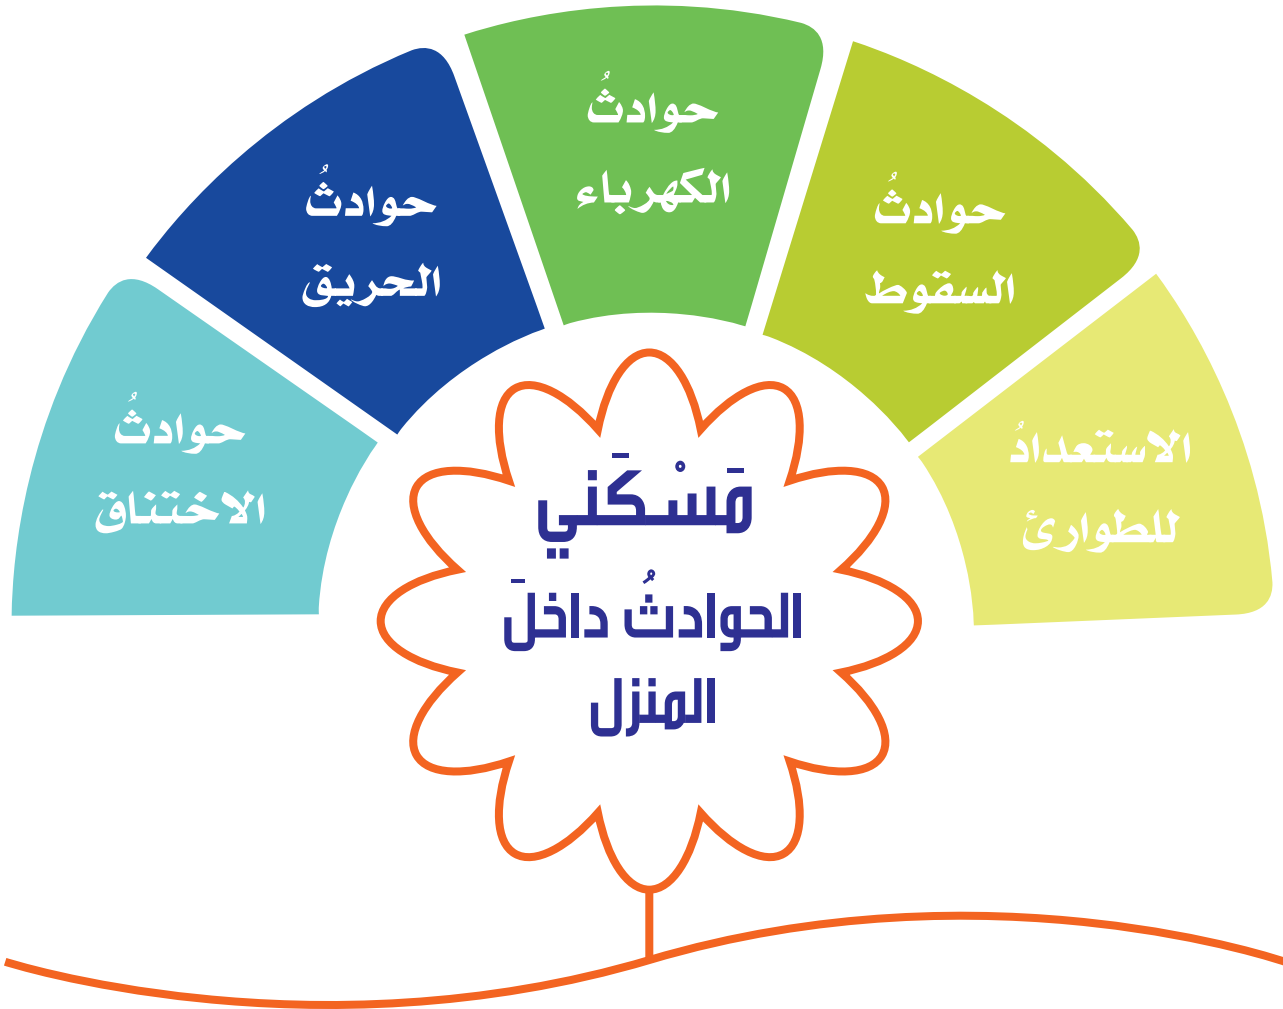 الاستعدادُ
للطوارئ
حوادثُ
السقوط
حوادثُ
الكهرباء
حوادثُ
الحريق
حوادثُ
الاختناق
مَسْكَني
الحوادثُ داخلَ
المنزل